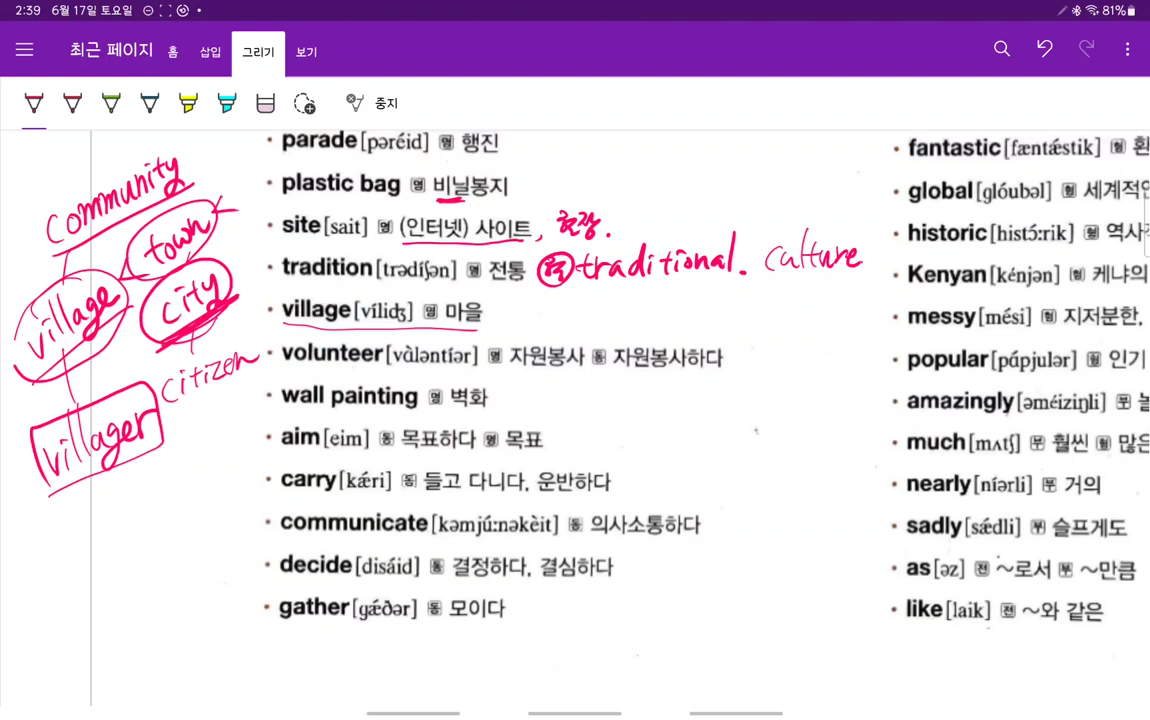 2:39 6월 17일 토요일 81%
최근 페이지 홈 삽입 그리기 보기
중지
parade[pəréid] 명 행진
plastic bag 명 비닐봉지
site[sait] 명 (인터넷) 사이트, 현장.
tradition[trədíʃən] 명 전통 형 traditional. culture
village[vílidʒ] 명 마을
volunteer[vὰləntíər] 명 자원봉사 동 자원봉사하다
wall painting 명 벽화
aim[eim] 동 목표하다 명 목표
carry[kǽri] 동 들고 다니다, 운반하다
communicate[kəmjú:nəkèit] 동 의사소통하다
decide[disáid] 동 결정하다, 결심하다
gather[gǽðər] 동 모이다
community
town
village
city
citizen
villager
fantastic[fæntǽstik] 형 환
global[glóubəl] 형 세계적인
historic[histɔ́:rik] 형 역사
Kenyan[kénjən] 형 케냐의
messy[mési] 형 지저분한,
popular[pάpjulər] 형 인기
amazingly[əméiziŋli] 부 놀
much[mʌtʃ] 부 훨씬 형 많은
nearly[níərli] 부 거의
sadly[sǽdli] 부 슬프게도
as[əz] 전 ～로서 부 ～만큼
like[laik] 전 ～와 같은